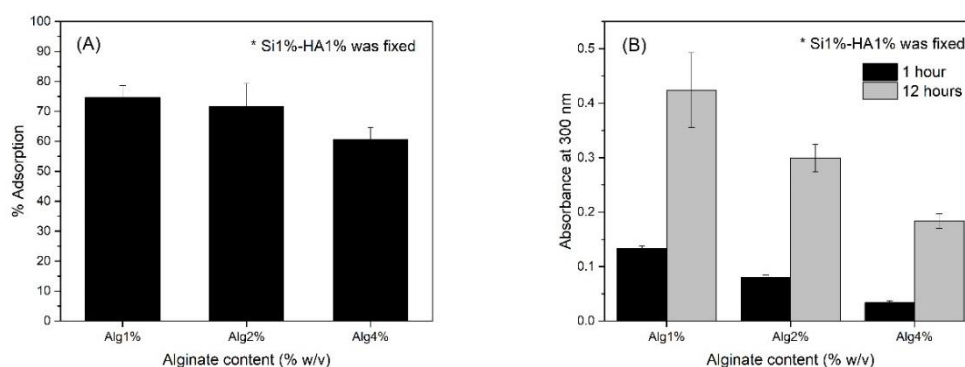 (A)
* Si1%-HA1% was fixed
100
90
80
70
60
50
40
30
20
10
0
% Adsorption
Alg1% Alg2% Alg4%
Alginate content (% w/v)
(B)
* Si1%-HA1% was fixed
1 hour
12 hours
0.5
0.4
0.3
0.2
0.1
0.0
Absorbance at 300 nm
Alg1% Alg2% Alg4%
Alginate content (% w/v)